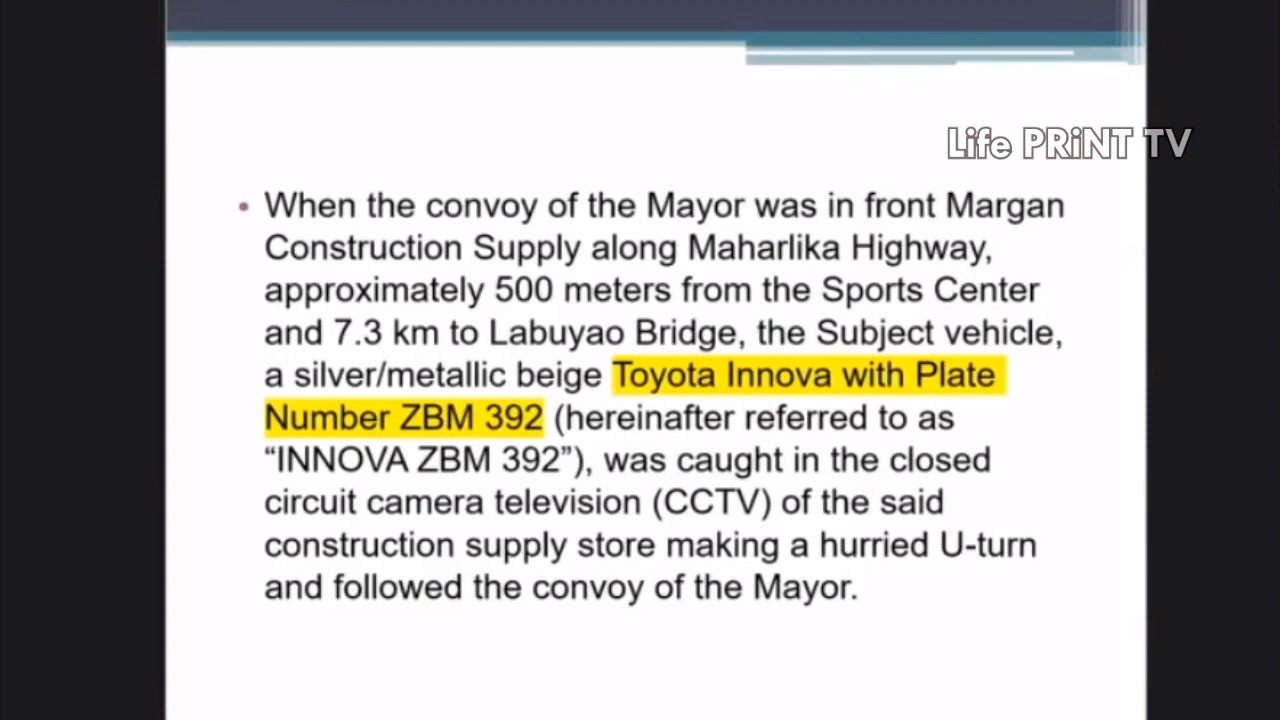 Life PRiNT TV
• When the convoy of the Mayor was in front Margan
Construction Supply along Maharlika Highway,
approximately 500 meters from the Sports Center
and 7.3 km to Labuyao Bridge, the Subject vehicle,
a silver/metallic beige Toyota Innova with Plate
Number ZBM 392 (hereinafter referred to as
“INNOVA ZBM 392”), was caught in the closed
circuit camera television (CCTV) of the said
construction supply store making a hurried U-turn
and followed the convoy of the Mayor.